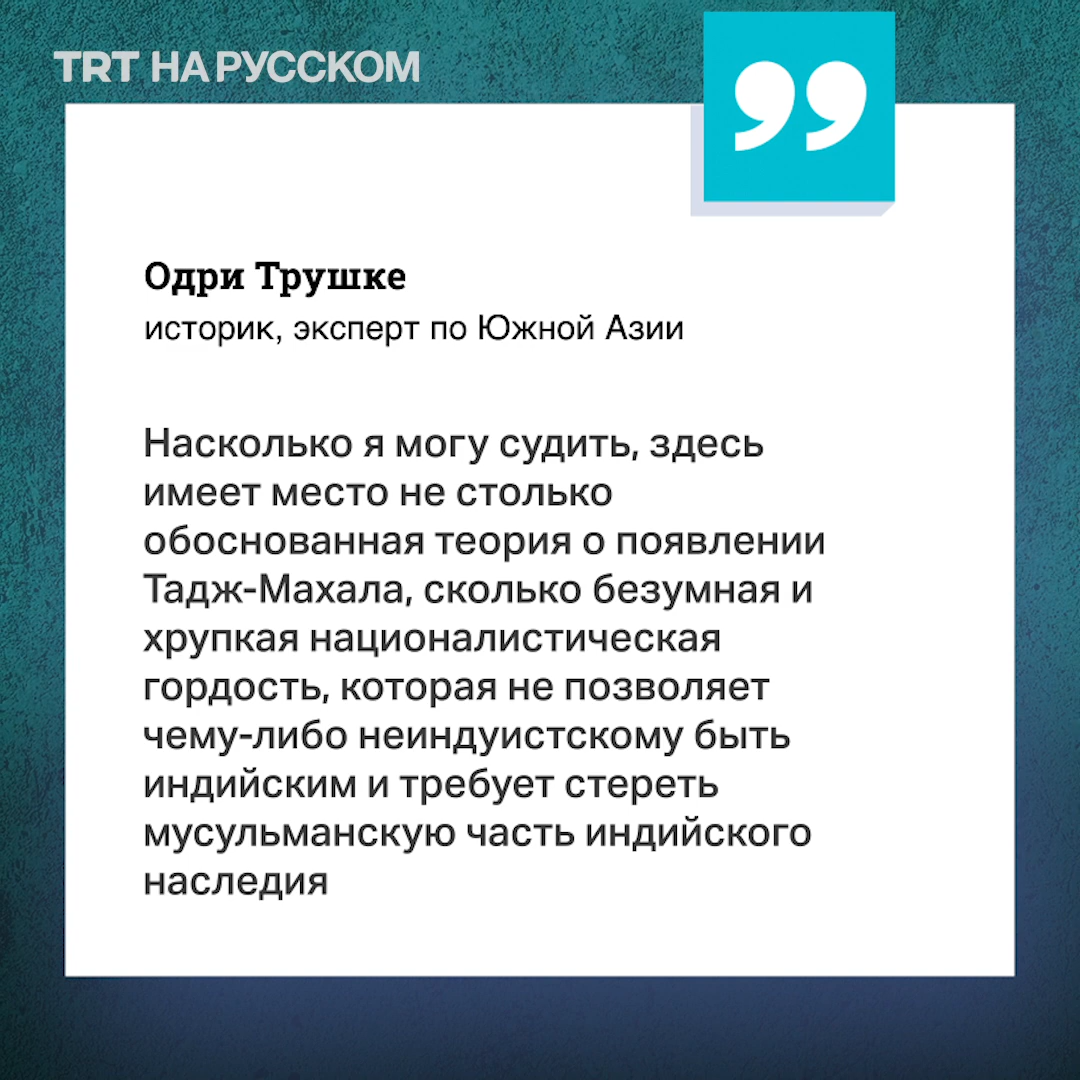 TRT НА РУССКОМ
Одри Трушке
историк, эксперт по Южной Азии
Насколько я могу судить, здесь
имеет место не столько
обоснованная теория о появлении
Тадж-Махала, сколько безумная и
хрупкая националистическая
гордость, которая не позволяет
чему-либо неиндуистскому быть
индийским и требует стереть
мусульманскую часть индийского
наследия